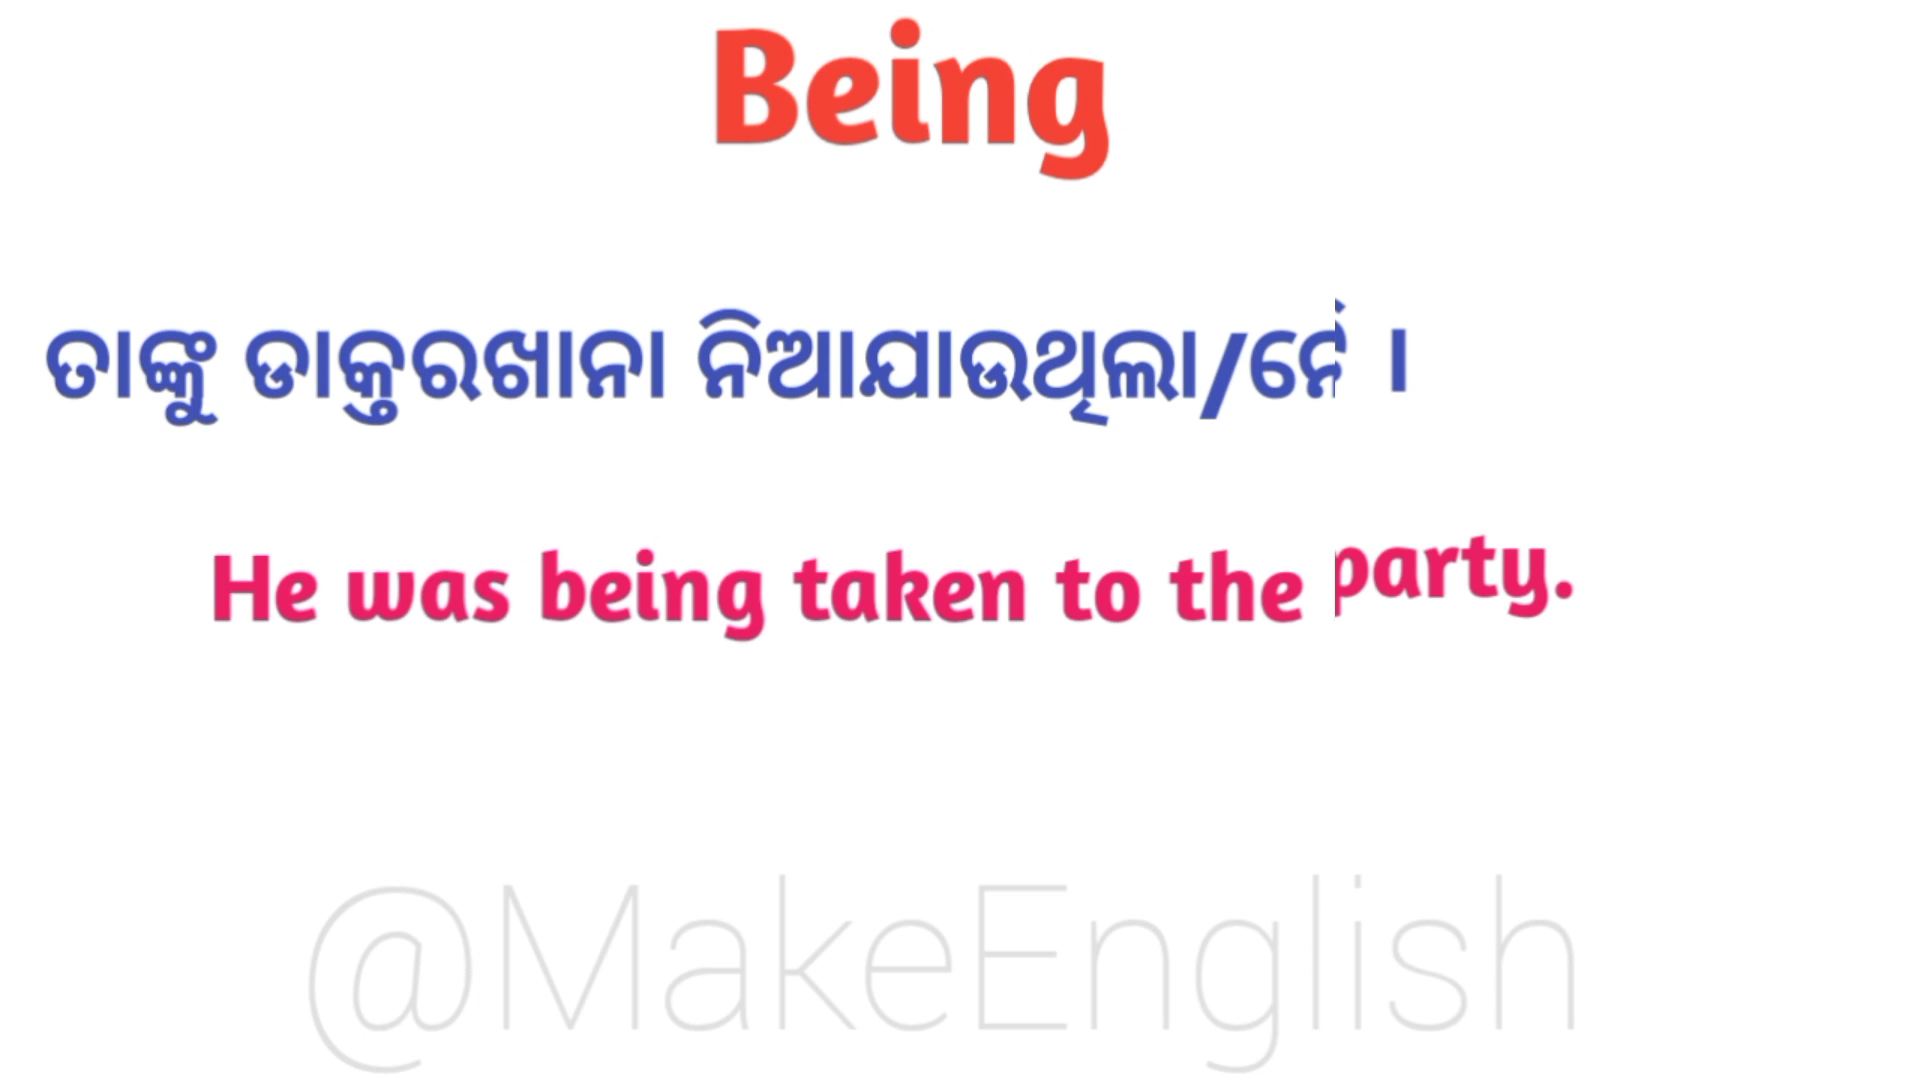 Being
ତାଙ୍କୁ ଡାକ୍ତରଖାନା ନିଆଯାଉଥିଲା/ ।
He was being taken to the party.
@MakeEnglish